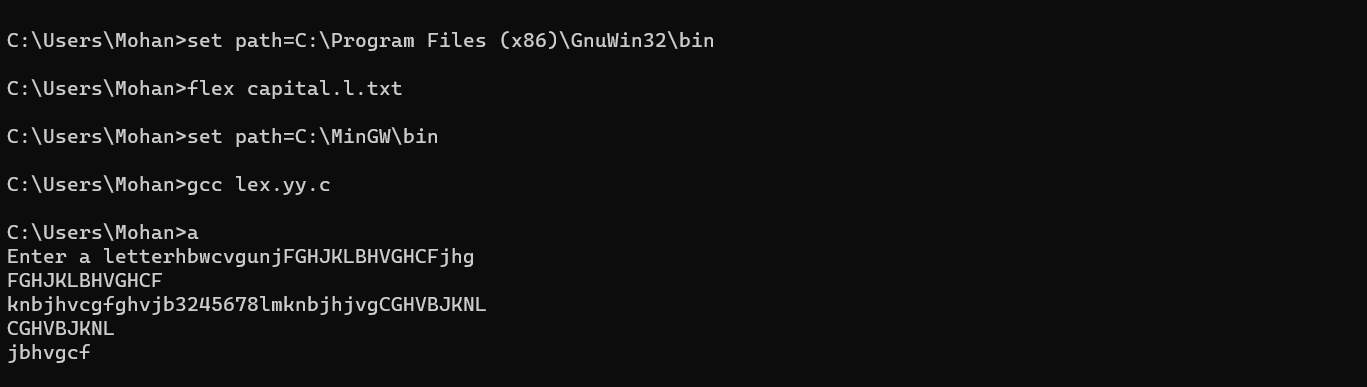 C:\Users\Mohan>set path=C:\Program Files (x86)\GnuWin32\bin
C:\Users\Mohan>flex capital.l.txt
C:\Users\Mohan>set path=C:\MinGW\bin
C:\Users\Mohan>gcc lex.yy.c
C:\Users\Mohan>a
Enter a letterhbwcvgunjFGHJKLBHVGHCFjhg
FGHJKLBHVGHCF
knbjhvcgfghvjb3245678lmknbjhjvgCGHVBJKNL
CGHVBJKNL
jbhvgcf